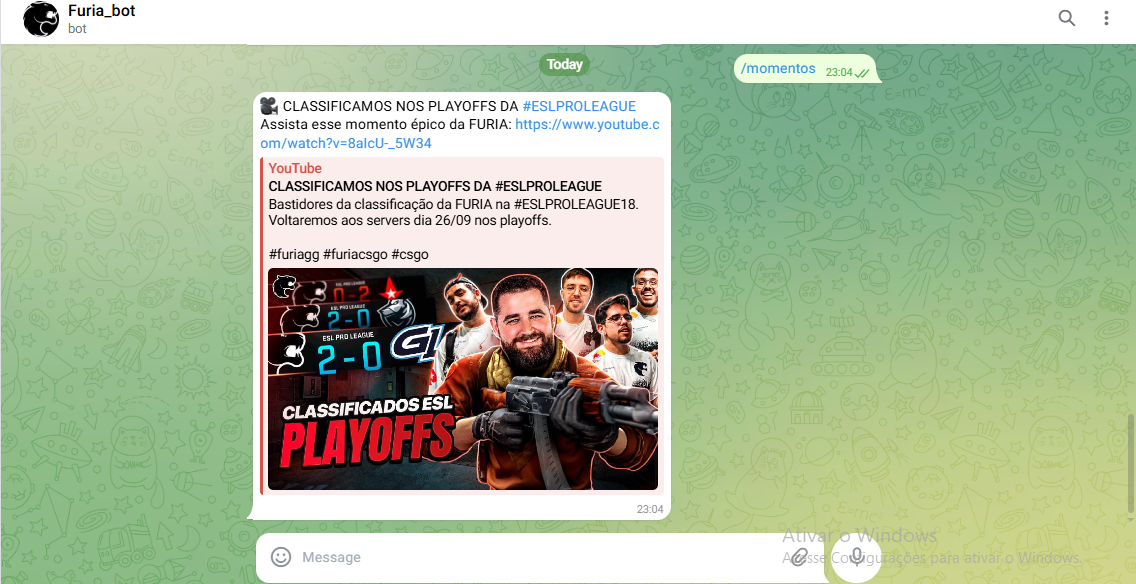 Furia_bot
bot
Today
/momentos 23:04
🎥 CLASSIFICAMOS NOS PLAYOFFS DA #ESLPROLEAGUE
Assista esse momento épico da FURIA: https://www.youtube.c
om/watch?v=8aIcU-_5W34
YouTube
CLASSIFICAMOS NOS PLAYOFFS DA #ESLPROLEAGUE
Bastidores da classificação da FURIA na #ESLPROLEAGUE18.
Voltaremos aos servers dia 26/09 nos playoffs.
#furiagg #furiacsgo #csgo
ESL PRO LEAGUE
0-2
ESL PRO LEAGUE
2-0
ESL PRO LEAGUE
2-0
CLASSIFICADOS ESL
PLAYOFFS
23:04
Message
Ativar o Windows
Acesse Configurações para ativar o Windows.